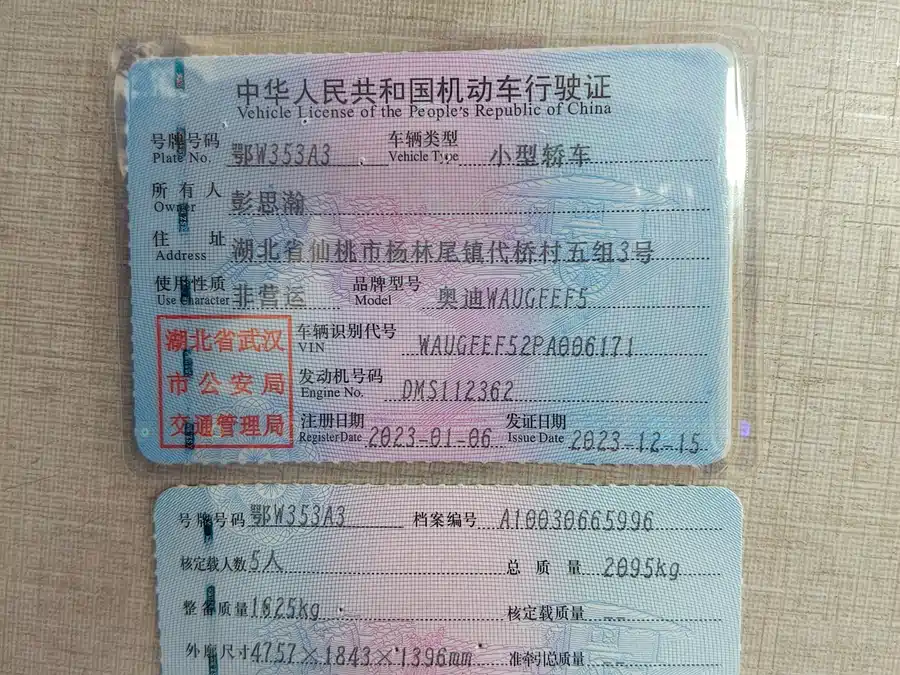 中华人民共和国机动车行驶证
Vehicle License of the People's Republic of China
号牌号码 鄂W353A3 车辆类型 小型轿车
Plate No. Vehicle Type
所有人 彭思瀚
Owner
住址 湖北省仙桃市杨林尾镇代桥村五组3号
Address
使用性质 非营运 品牌型号 奥迪WAUGFEF5
Use Character Model
湖北省武汉
市公安局
交通管理局
车辆识别代号 WAUGFEF52PA006171
VIN
发动机号码 DMS112362
Engine No.
注册日期 2023-01-06 发证日期 2023-12-15
Register Date Issue Date
号牌号码 鄂W353A3 档案编号 A10030665996
核定载人数 5人 总质量 2095kg
整备质量 1625kg 核定载质量 --
外廓尺寸 4757×1843×1396mm 准牵引总质量 --